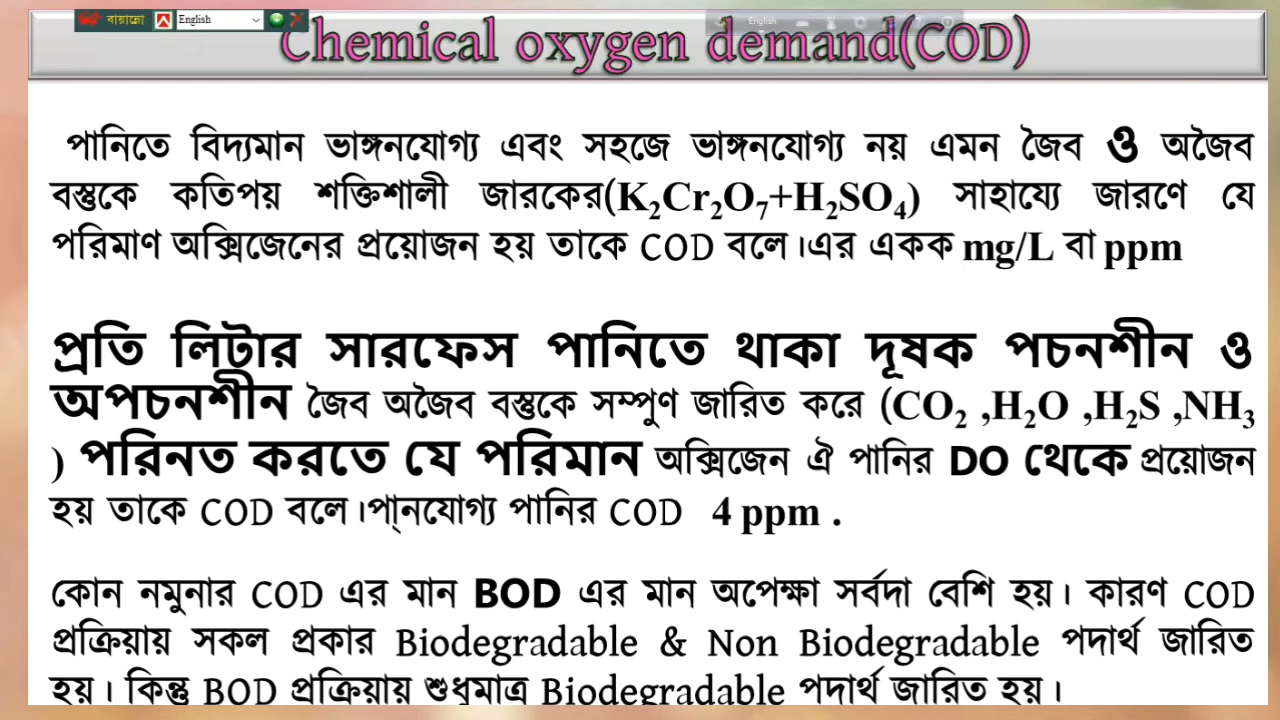 বায়ান্নো English English
Chemical oxygen demand(COD)
পানিতে বিদ্যমান ভাঙ্গনযোগ্য এবং সহজে ভাঙ্গনযোগ্য নয় এমন জৈব ও অজৈব
বস্তুকে কতিপয় শক্তিশালী জারকের(K₂Cr₂O₇+H₂SO₄) সাহায্যে জারণে যে
পরিমাণ অক্সিজেনের প্রয়োজন হয় তাকে COD বলে।এর একক mg/L বা ppm
প্রতি লিটার সারফেস পানিতে থাকা দূষক পচনশীন ও
অপচনশীন জৈব অজৈব বস্তুকে সম্পুণ জারিত করে (CO₂ ,H₂O ,H₂S ,NH₃
) পরিনত করতে যে পরিমান অক্সিজেন ঐ পানির DO থেকে প্রয়োজন
হয় তাকে COD বলে।পা্নযোগ্য পানির COD 4 ppm .
কোন নমুনার COD এর মান BOD এর মান অপেক্ষা সর্বদা বেশি হয়। কারণ COD
প্রক্রিয়ায় সকল প্রকার Biodegradable & Non Biodegradable পদার্থ জারিত
হয়। কিন্তু BOD প্রক্রিয়ায় শুধুমাত্র Biodegradable পদার্থ জারিত হয়।